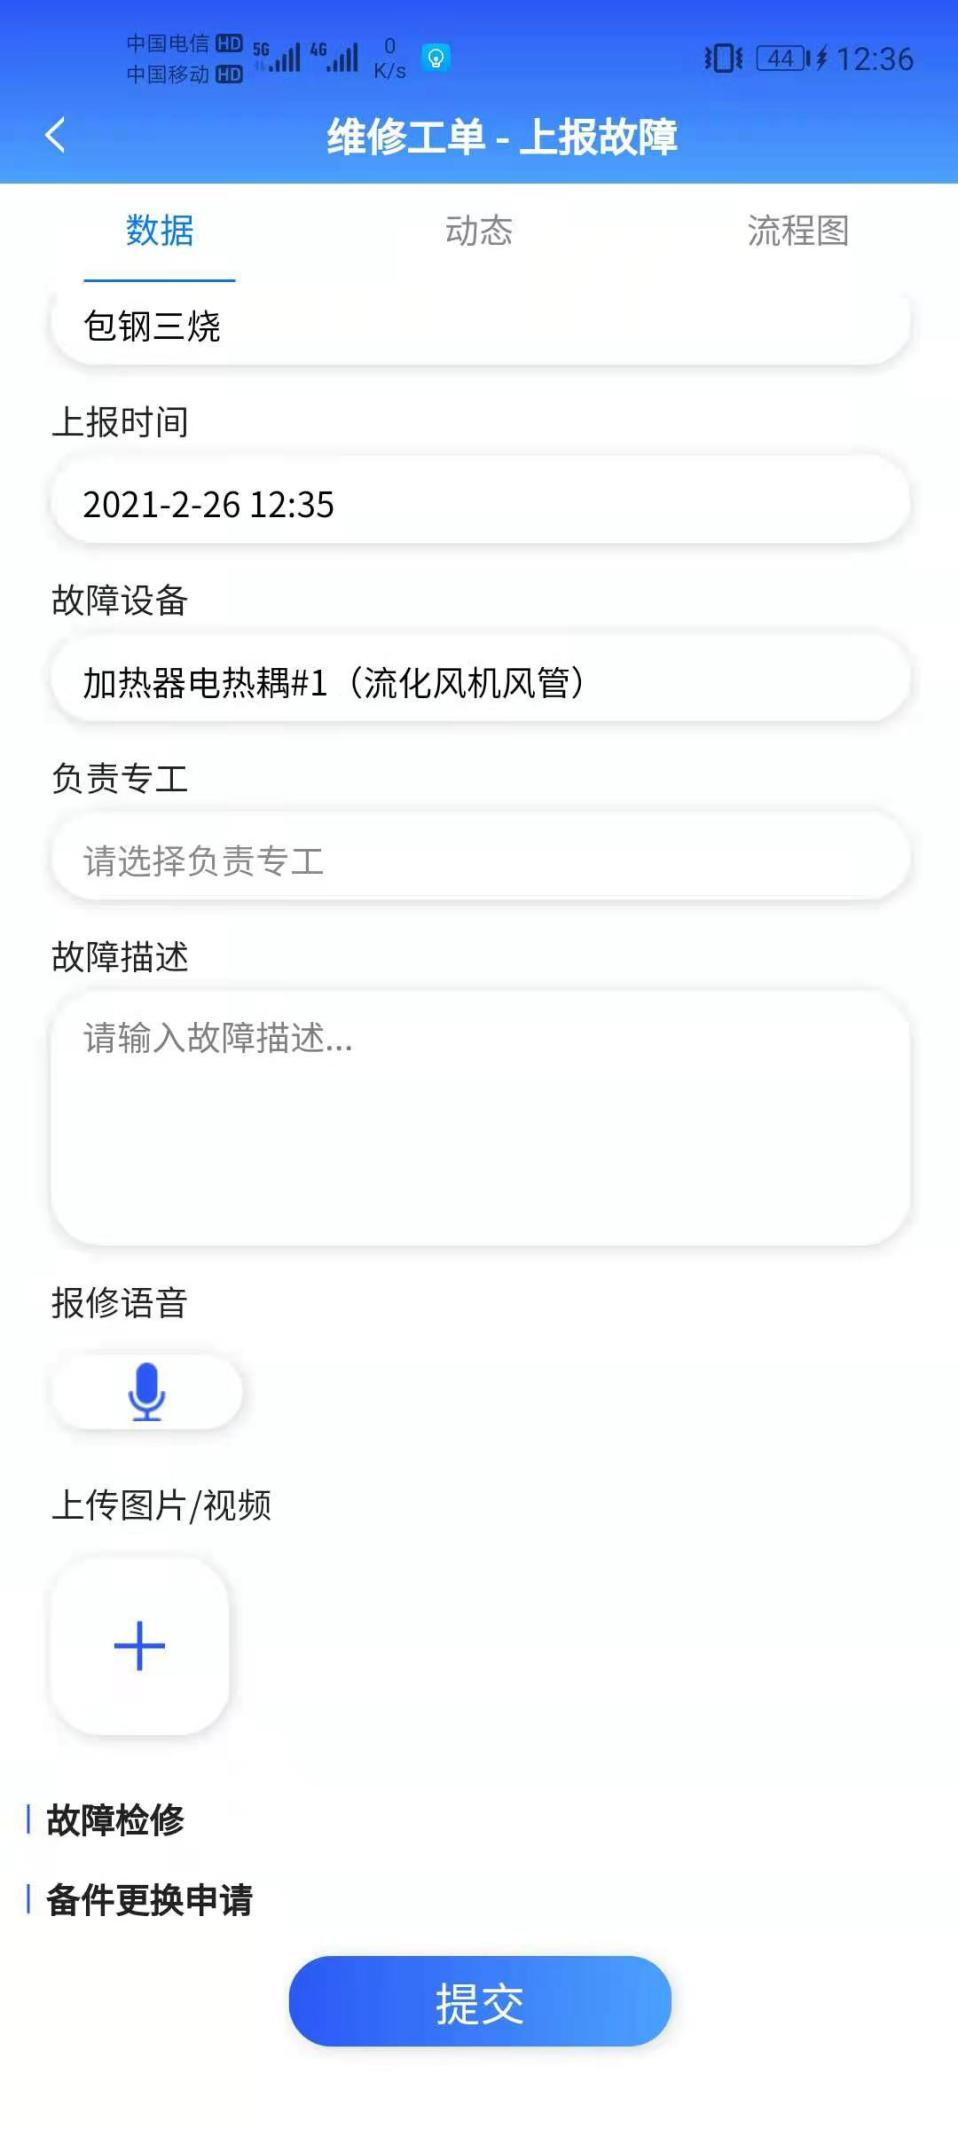 中国电信 HD 5G 4G 0
中国移动 HD K/s
44 12:36
维修工单 - 上报故障
数据 动态 流程图
包钢三烧
上报时间
2021-2-26 12:35
故障设备
加热器电热耦#1（流化风机风管）
负责专工
请选择负责专工
故障描述
请输入故障描述...
报修语音
上传图片/视频
故障检修
备件更换申请
提交